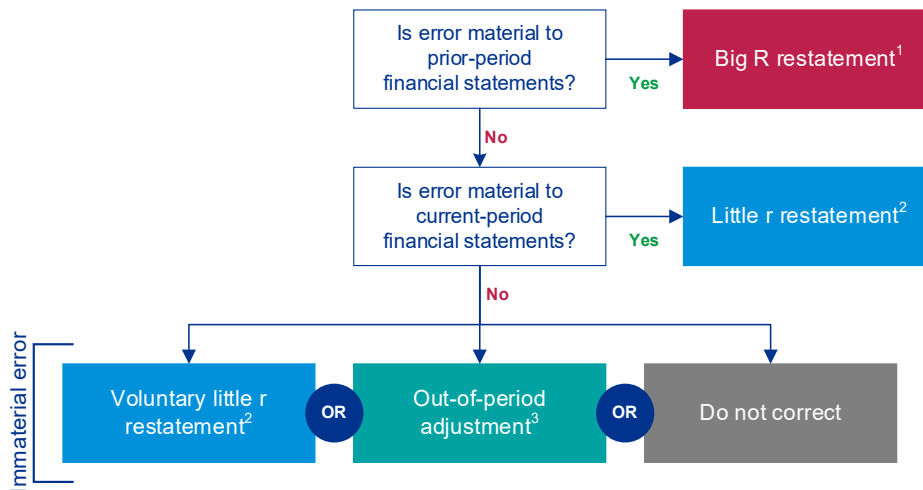 Is error material to
prior-period
financial statements?
Yes
Big R restatement1
No
Is error material to
current-period
financial statements?
Yes
Little r restatement2
No
Immaterial error
Voluntary little r
restatement2
OR
Out-of-period
adjustment3
OR
Do not correct